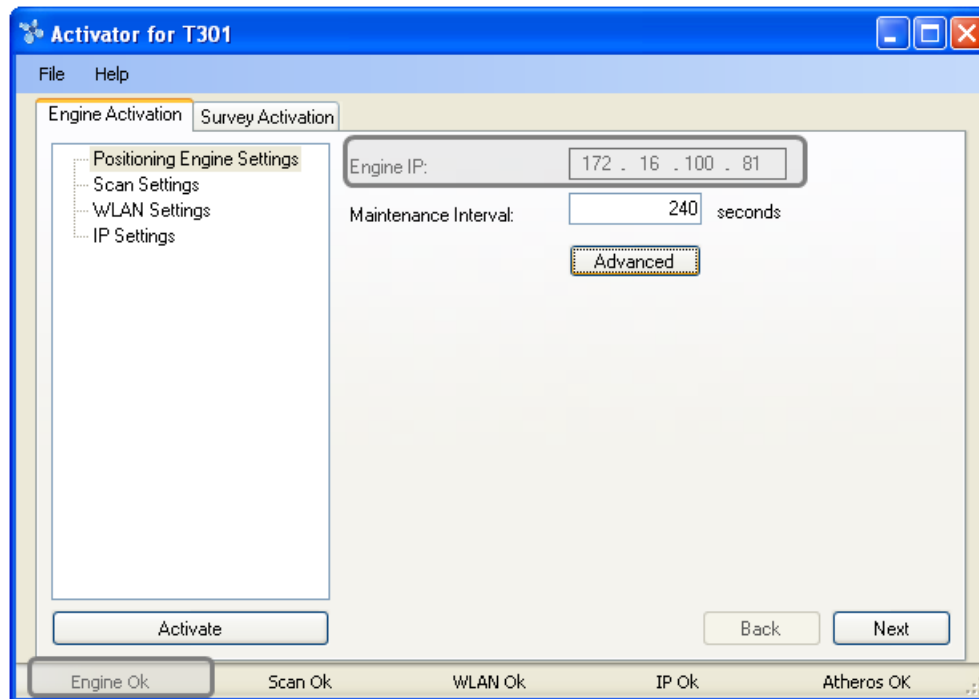 Activator for T301
File Help
Engine Activation Survey Activation
Positioning Engine Settings
Scan Settings
WLAN Settings
IP Settings
Engine IP: 172 . 16 . 100 . 81
Maintenance Interval: 240 seconds
Advanced
Activate Back Next
Engine Ok Scan Ok WLAN Ok IP Ok Atheros OK